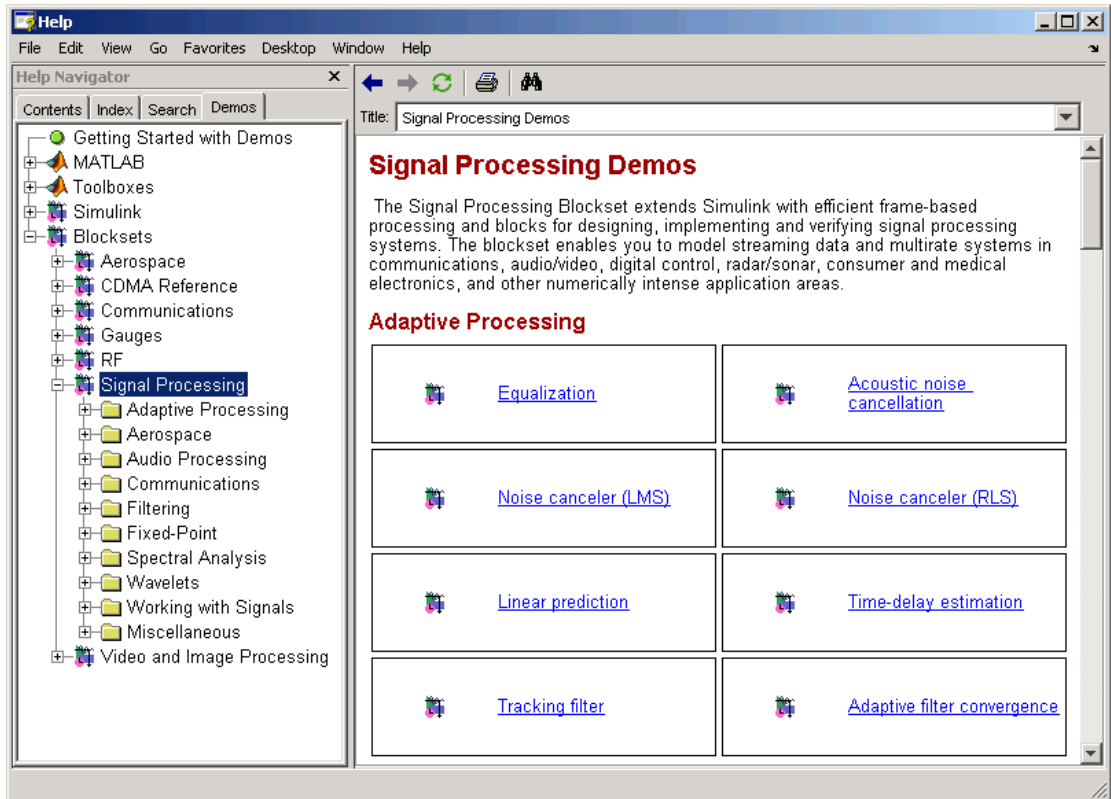 Help
File Edit View Go Favorites Desktop Window Help
Help Navigator
Contents Index Search Demos
Getting Started with Demos
MATLAB
Toolboxes
Simulink
Blocksets
Aerospace
CDMA Reference
Communications
Gauges
RF
Signal Processing
Adaptive Processing
Aerospace
Audio Processing
Communications
Filtering
Fixed-Point
Spectral Analysis
Wavelets
Working with Signals
Miscellaneous
Video and Image Processing
Title: Signal Processing Demos
Signal Processing Demos
The Signal Processing Blockset extends Simulink with efficient frame-based
processing and blocks for designing, implementing and verifying signal processing
systems. The blockset enables you to model streaming data and multirate systems in
communications, audio/video, digital control, radar/sonar, consumer and medical
electronics, and other numerically intense application areas.
Adaptive Processing
Equalization
Acoustic noise
cancellation
Noise canceler (LMS)
Noise canceler (RLS)
Linear prediction
Time-delay estimation
Tracking filter
Adaptive filter convergence